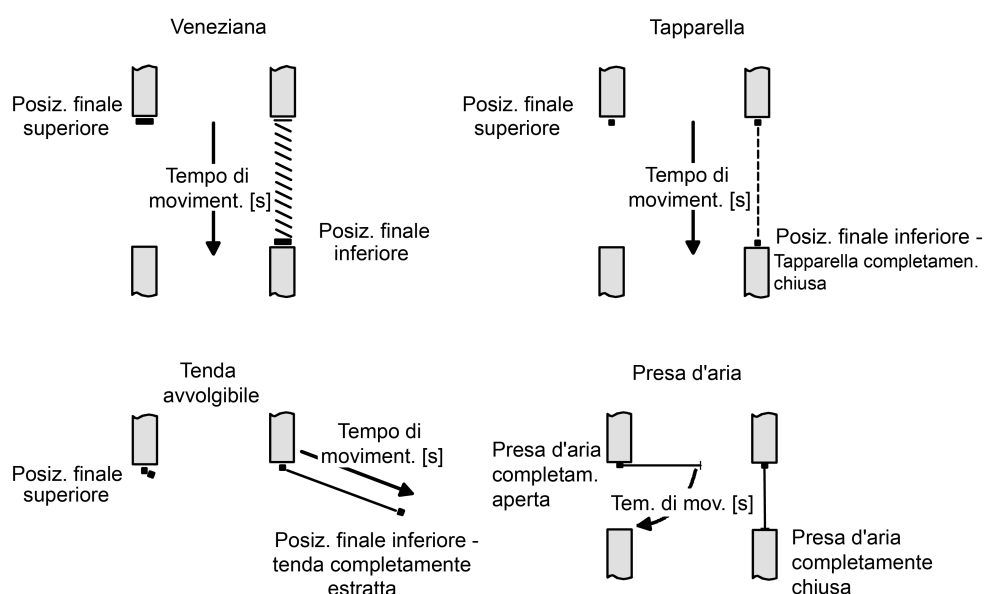 Veneziana
Posiz. finale
superiore
Tempo di
moviment. [s]
Posiz. finale
inferiore
Tapparella
Posiz. finale
superiore
Tempo di
moviment. [s]
Posiz. finale inferiore -
Tapparella completamen.
chiusa
Tenda
avvolgibile
Posiz. finale
superiore
Tempo di
moviment. [s]
Posiz. finale inferiore -
tenda completamente
estratta
Presa d'aria
Presa d'aria
completam.
aperta
Tem. di mov. [s]
Presa d'aria
completamente
chiusa